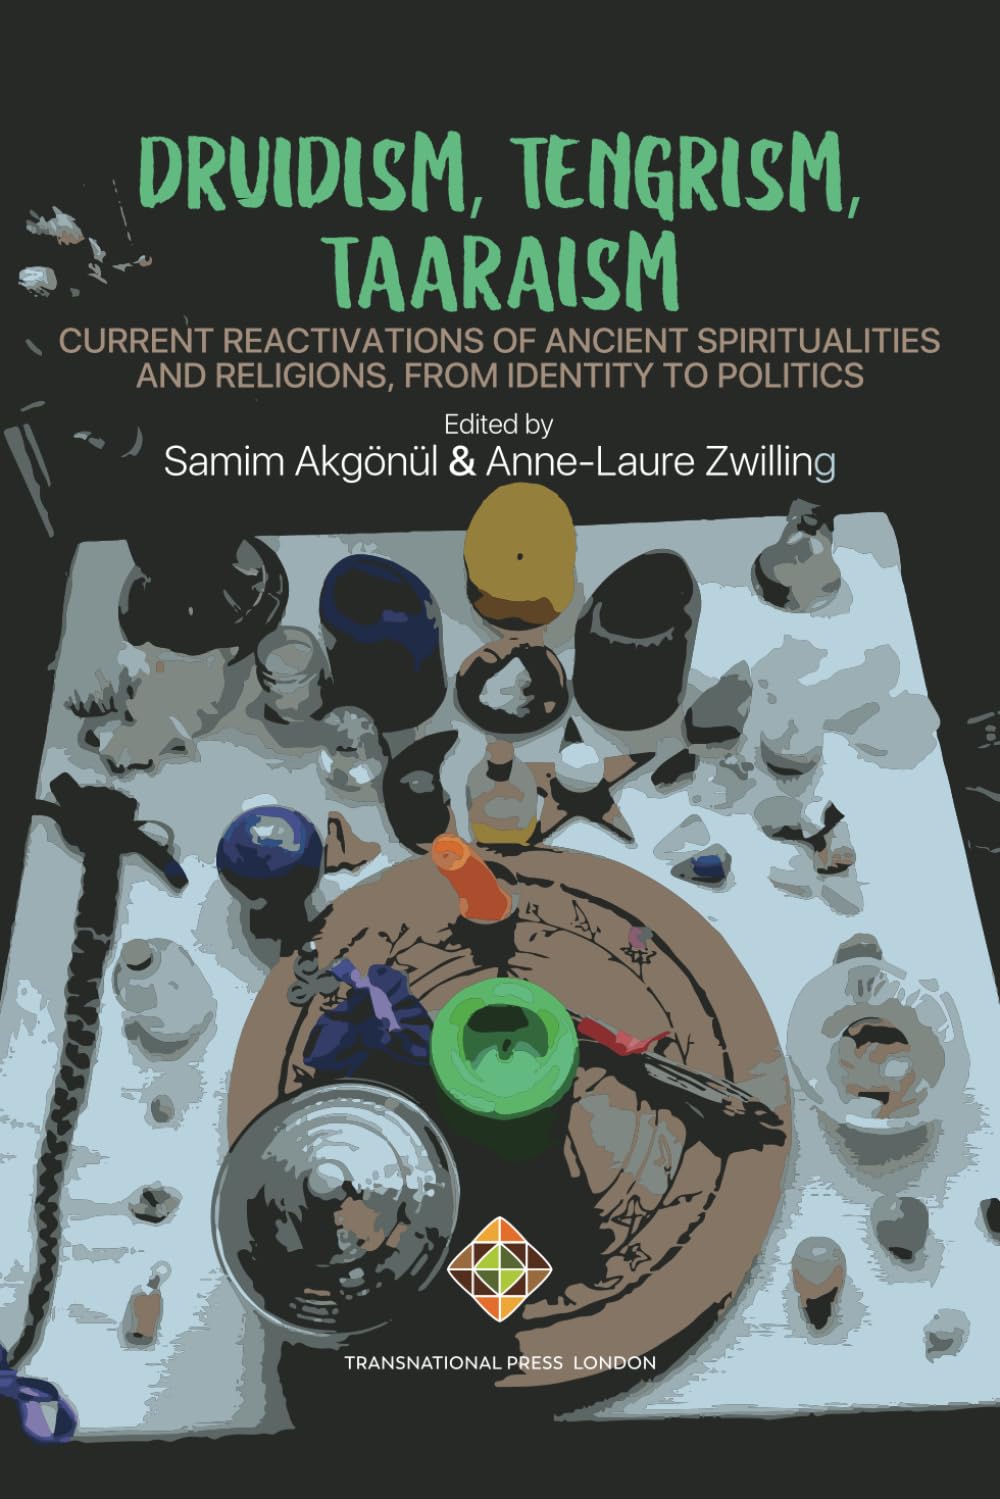 DRUIDISM, TENGRISM,
TAARAISM
CURRENT REACTIVATIONS OF ANCIENT SPIRITUALITIES
AND RELIGIONS, FROM IDENTITY TO POLITICS
Edited by
Samim Akgönül & Anne-Laure Zwilling
TRANSNATIONAL PRESS LONDON